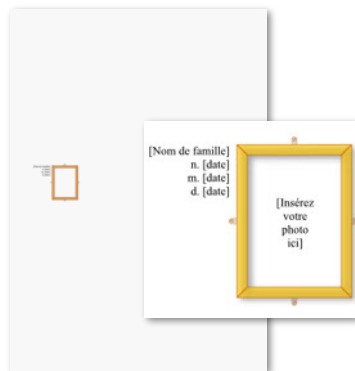 [Nom de famille]
n. [date]
m. [date]
d. [date]
[Insérez
votre
photo
ici]